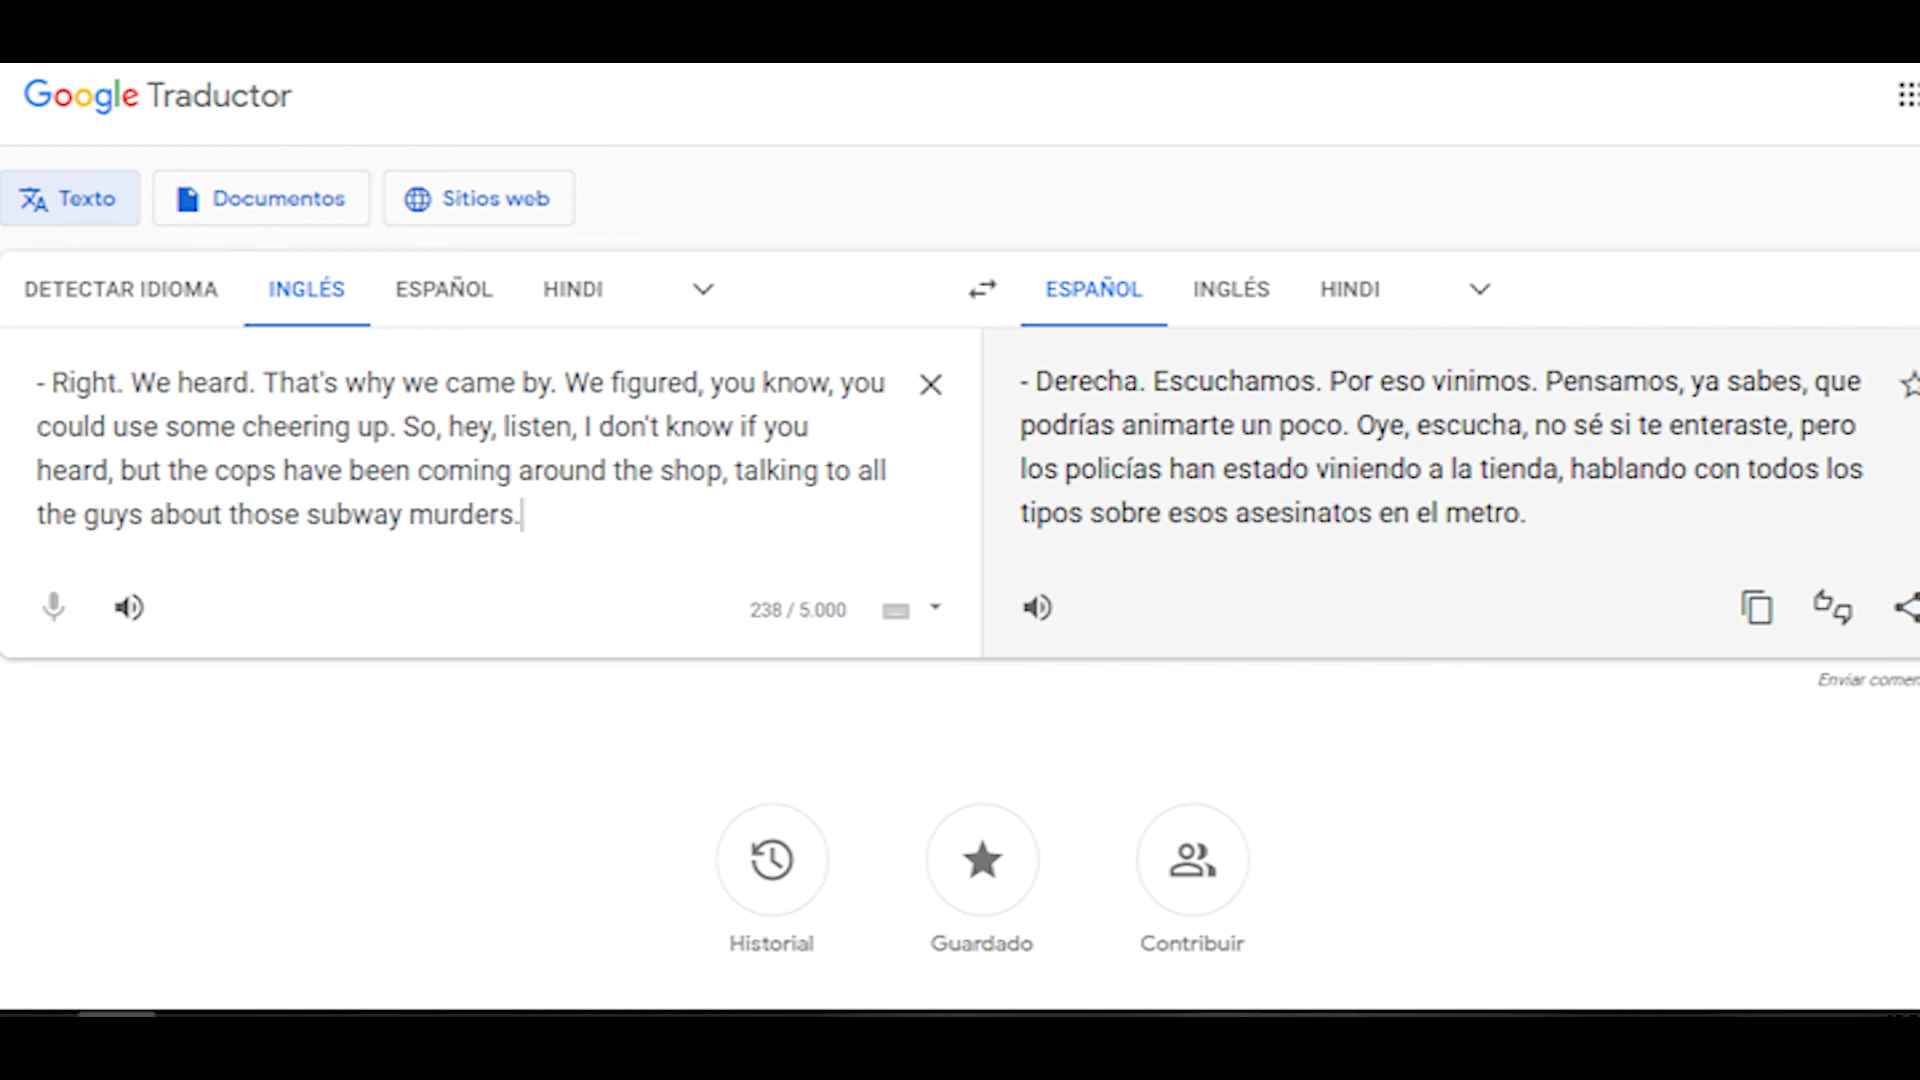 Google Traductor
Texto
Documentos
Sitios web
DETECTAR IDIOMA
INGLÉS
ESPAÑOL
HINDI
ESPAÑOL
INGLÉS
HINDI
- Right. We heard. That's why we came by. We figured, you know, you
could use some cheering up. So, hey, listen, I don't know if you
heard, but the cops have been coming around the shop, talking to all
the guys about those subway murders.
238 / 5.000
- Derecha. Escuchamos. Por eso vinimos. Pensamos, ya sabes, que
podrías animarte un poco. Oye, escucha, no sé si te enteraste, pero
los policías han estado viniendo a la tienda, hablando con todos los
tipos sobre esos asesinatos en el metro.
Enviar
Historial
Guardado
Contribuir